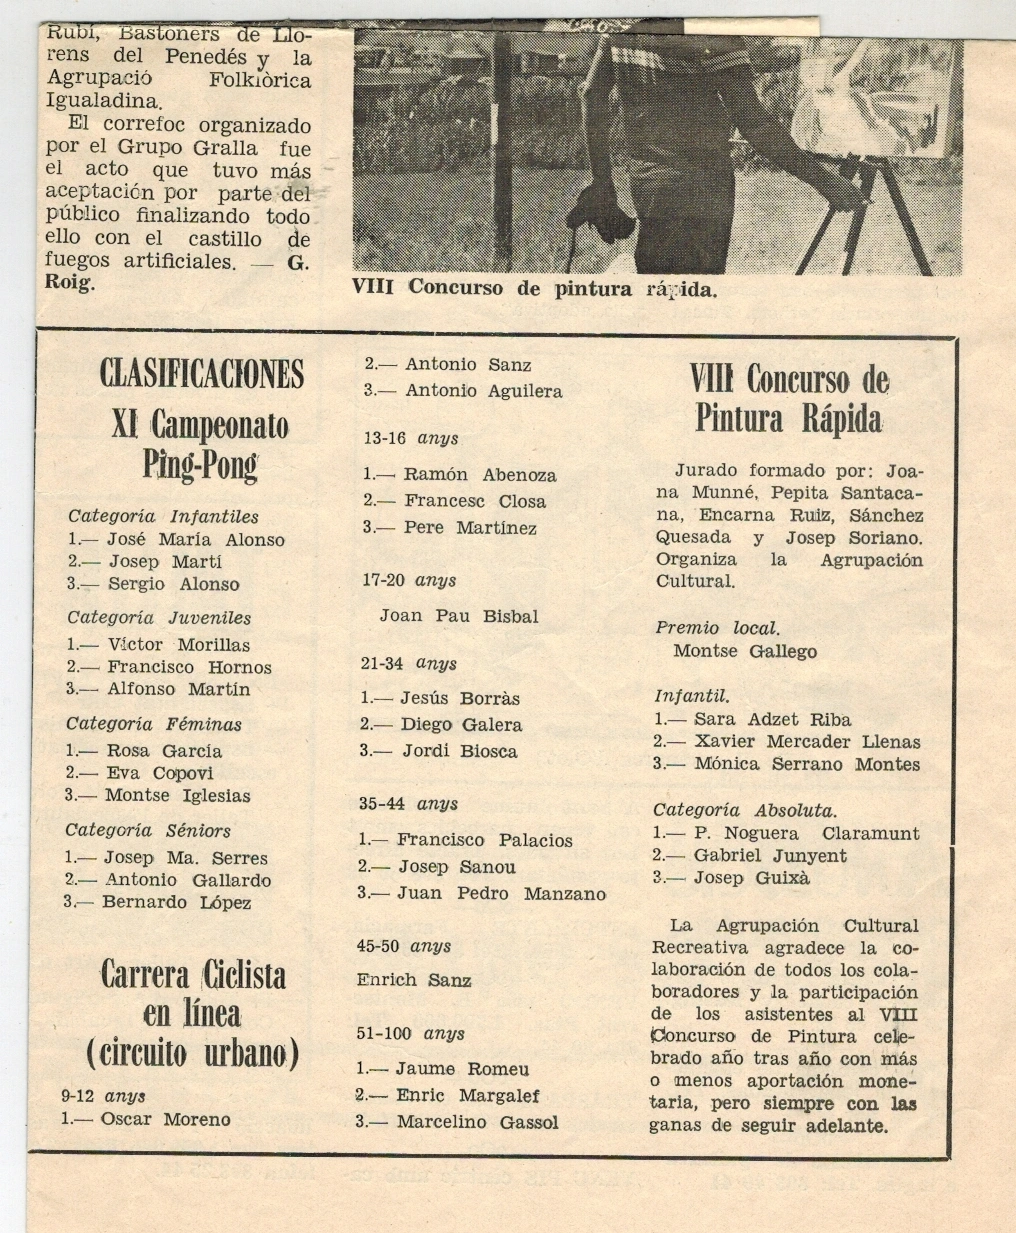 Rubí, Bastoners de Llo-
rens del Penedés y la
Agrupació Folklòrica
Igualadina.
El correfoc organizado
por el Grupo Gralla fue
el acto que tuvo más
aceptación por parte del
público finalizando todo
ello con el castillo de
fuegos artificiales. — G.
Roig.
VIII Concurso de pintura rápida.
CLASIFICACIONES
XI Campeonato
Ping-Pong
Categoría Infantiles
1.— José María Alonso
2.— Josep Martí
3.— Sergio Alonso
Categoría Juveniles
1.— Víctor Morillas
2.— Francisco Hornos
3.— Alfonso Martín
Categoría Féminas
1.— Rosa García
2.— Eva Copovi
3.— Montse Iglesias
Categoría Séniors
1.— Josep Ma. Serres
2.— Antonio Gallardo
3.— Bernardo López
Carrera Ciclista
en línea
(circuito urbano)
9-12 anys
1.— Oscar Moreno
2.— Antonio Sanz
3.— Antonio Aguilera
13-16 anys
1.— Ramón Abenoza
2.— Francesc Closa
3.— Pere Martínez
17-20 anys
Joan Pau Bisbal
21-34 anys
1.— Jesús Borràs
2.— Diego Galera
3.— Jordi Biosca
35-44 anys
1.— Francisco Palacios
2.— Josep Sanou
3.— Juan Pedro Manzano
45-50 anys
Enrich Sanz
51-100 anys
1.— Jaume Romeu
2.— Enric Margalef
3.— Marcelino Gassol
VIII Concurso de
Pintura Rápida
Jurado formado por: Joa-
na Munné, Pepita Santaca-
na, Encarna Ruiz, Sánchez
Quesada y Josep Soriano.
Organiza la Agrupación
Cultural.
Premio local.
Montse Gallego
Infantil.
1.— Sara Adzet Riba
2.— Xavier Mercader Llenas
3.— Mónica Serrano Montes
Categoría Absoluta.
1.— P. Noguera Claramunt
2.— Gabriel Junyent
3.— Josep Guixà
La Agrupación Cultural
Recreativa agradece la co-
laboración de todos los cola-
boradores y la participación
de los asistentes al VIII
Concurso de Pintura cele-
brado año tras año con más
o menos aportación mone-
taria, pero siempre con las
ganas de seguir adelante.